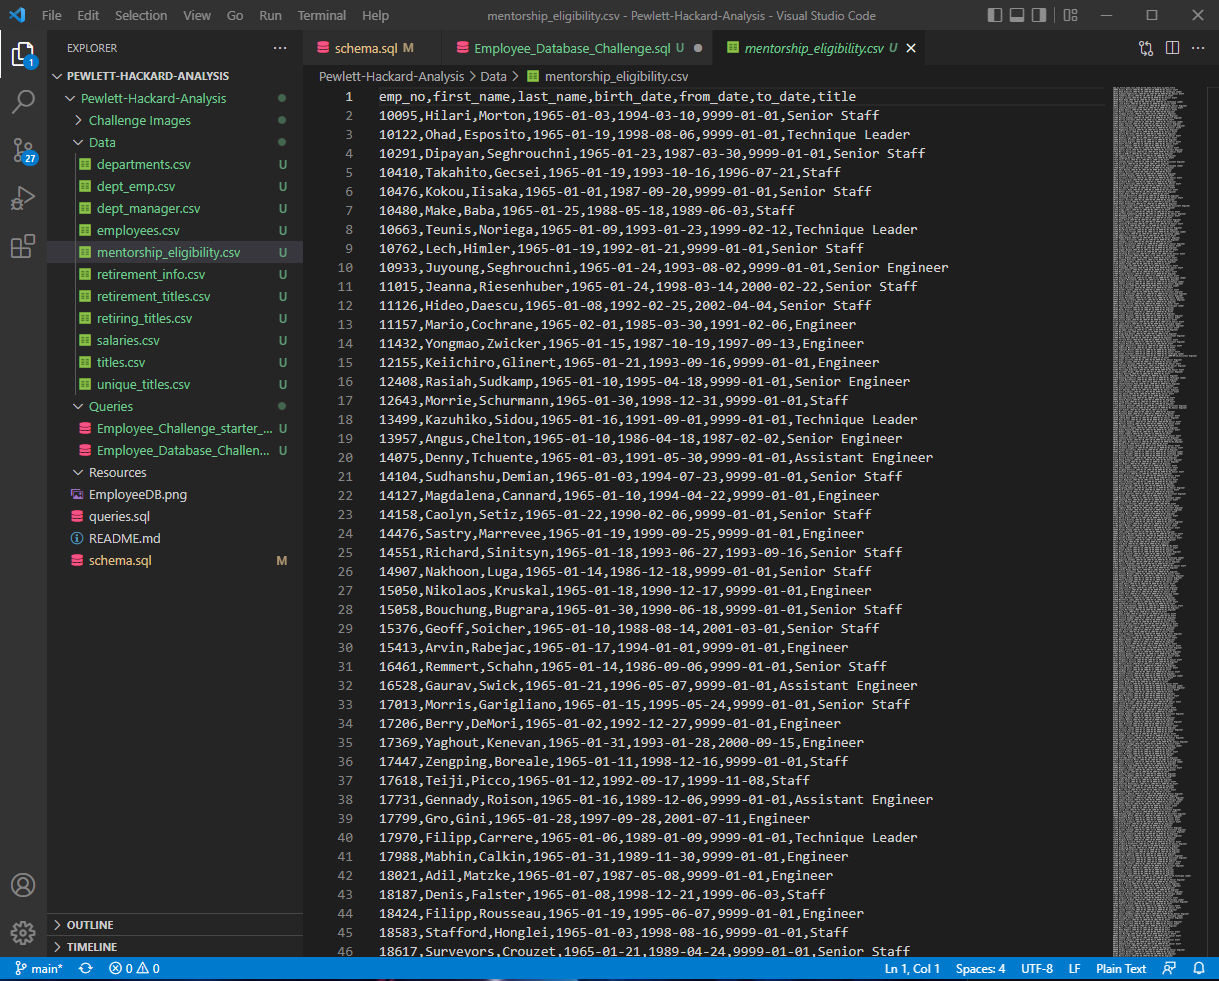 File Edit Selection View Go Run Terminal Help mentorship_eligibility.csv - Pewlett-Hackard-Analysis - Visual Studio Code
EXPLORER
PEWLETT-HACKARD-ANALYSIS
Pewlett-Hackard-Analysis
Challenge Images
Data
departments.csv U
dept_emp.csv U
dept_manager.csv U
employees.csv U
mentorship_eligibility.csv U
retirement_info.csv U
retirement_titles.csv U
retiring_titles.csv U
salaries.csv U
titles.csv U
unique_titles.csv U
Queries
Employee_Challenge_starter_... U
Employee_Database_Challen... U
Resources
EmployeeDB.png
queries.sql
README.md
schema.sql M
OUTLINE
TIMELINE
1
27
schema.sql M Employee_Database_Challenge.sql U mentorship_eligibility.csv U
Pewlett-Hackard-Analysis > Data > mentorship_eligibility.csv
1 emp_no,first_name,last_name,birth_date,from_date,to_date,title
2 10095,Hilari,Morton,1965-01-03,1994-03-10,9999-01-01,Senior Staff
3 10122,Ohad,Esposito,1965-01-19,1998-08-06,9999-01-01,Technique Leader
4 10291,Dipayan,Seghrouchni,1965-01-23,1987-03-30,9999-01-01,Senior Staff
5 10410,Takahito,Gecsei,1965-01-19,1993-10-16,1996-07-21,Staff
6 10476,Kokou,Iisaka,1965-01-01,1987-09-20,9999-01-01,Senior Staff
7 10480,Make,Baba,1965-01-25,1988-05-18,1989-06-03,Staff
8 10663,Teunis,Noriega,1965-01-09,1993-01-23,1999-02-12,Technique Leader
9 10762,Lech,Himler,1965-01-19,1992-01-21,9999-01-01,Senior Staff
10 10933,Juyoung,Seghrouchni,1965-01-24,1993-08-02,9999-01-01,Senior Engineer
11 11015,Jeanna,Riesenhuber,1965-01-24,1998-03-14,2000-02-22,Senior Staff
12 11126,Hideo,Daescu,1965-01-08,1992-02-25,2002-04-04,Senior Staff
13 11157,Mario,Cochrane,1965-02-01,1985-03-30,1991-02-06,Engineer
14 11432,Yongmao,Zwicker,1965-01-15,1987-10-19,1997-09-13,Engineer
15 12155,Keiichiro,Glinert,1965-01-21,1993-09-16,9999-01-01,Engineer
16 12408,Rasiah,Sudkamp,1965-01-10,1995-04-18,9999-01-01,Senior Engineer
17 12643,Morrie,Schurmann,1965-01-30,1998-12-31,9999-01-01,Staff
18 13499,Kazuhiko,Sidou,1965-01-16,1991-09-01,9999-01-01,Technique Leader
19 13957,Angus,Chelton,1965-01-10,1986-04-18,1987-02-02,Senior Engineer
20 14075,Denny,Tchuente,1965-01-03,1991-05-30,9999-01-01,Assistant Engineer
21 14104,Sudhanshu,Demian,1965-01-03,1994-07-23,9999-01-01,Senior Staff
22 14127,Magdalena,Cannard,1965-01-10,1994-04-22,9999-01-01,Engineer
23 14158,Caolyn,Setiz,1965-01-22,1990-02-06,9999-01-01,Senior Staff
24 14476,Sastry,Marrevee,1965-01-19,1999-09-25,9999-01-01,Engineer
25 14551,Richard,Sinitsyn,1965-01-18,1993-06-27,1993-09-16,Senior Staff
26 14907,Nakhoon,Luga,1965-01-14,1986-12-18,9999-01-01,Senior Staff
27 15050,Nikolaos,Kruskal,1965-01-18,1990-12-17,9999-01-01,Engineer
28 15058,Bouchung,Bugrara,1965-01-30,1990-06-18,9999-01-01,Senior Staff
29 15376,Geoff,Soicher,1965-01-10,1988-08-14,2001-03-01,Senior Staff
30 15413,Arvin,Rabejac,1965-01-17,1994-01-01,9999-01-01,Engineer
31 16461,Remmert,Schahn,1965-01-14,1986-09-06,9999-01-01,Senior Staff
32 16528,Gaurav,Swick,1965-01-21,1996-05-07,9999-01-01,Assistant Engineer
33 17013,Morris,Garigliano,1965-01-15,1995-05-24,9999-01-01,Senior Staff
34 17206,Berry,DeMori,1965-01-02,1992-12-27,9999-01-01,Engineer
35 17369,Yaghout,Kenevan,1965-01-31,1993-01-28,2000-09-15,Engineer
36 17447,Zengping,Boreale,1965-01-11,1998-12-16,9999-01-01,Staff
37 17618,Teiji,Picco,1965-01-12,1992-09-17,1999-11-08,Staff
38 17731,Gennady,Roison,1965-01-16,1989-12-06,9999-01-01,Assistant Engineer
39 17799,Gro,Gini,1965-01-28,1997-09-28,2001-07-11,Engineer
40 17970,Filipp,Carrere,1965-01-06,1989-01-09,9999-01-01,Technique Leader
41 17988,Mabhin,Calkin,1965-01-31,1989-11-30,9999-01-01,Engineer
42 18021,Adil,Matzke,1965-01-07,1987-05-08,9999-01-01,Engineer
43 18187,Denis,Falster,1965-01-08,1998-12-21,1999-06-03,Staff
44 18424,Filipp,Rousseau,1965-01-19,1995-06-07,9999-01-01,Engineer
45 18583,Stafford,Honglei,1965-01-03,1998-08-16,9999-01-01,Staff
46 18617,Surveyors,Crouzet,1965-01-21,1989-04-24,9999-01-01,Senior Staff
main* 0 0 Ln 1, Col 1 Spaces: 4 UTF-8 LF Plain Text